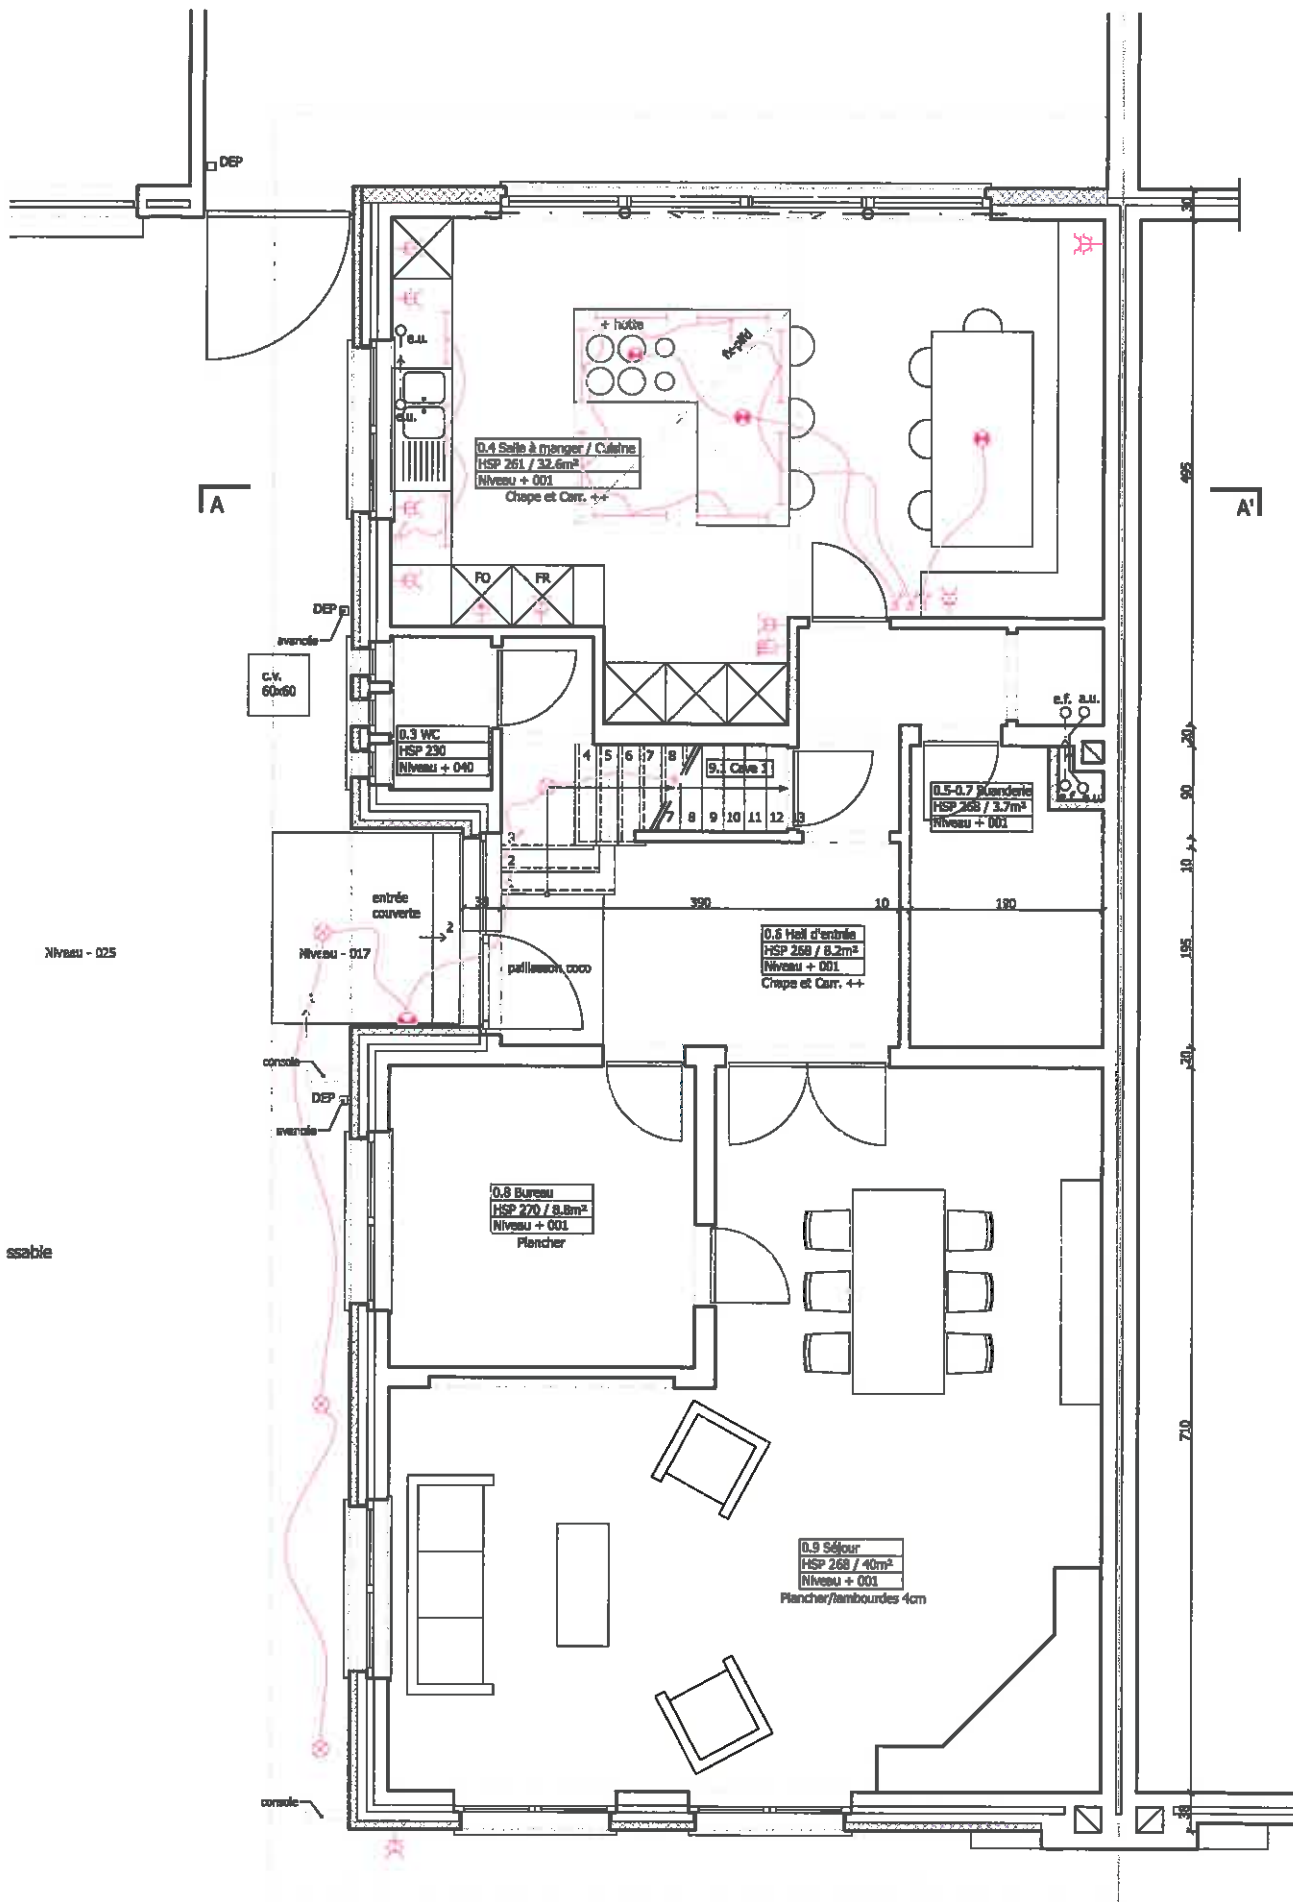 DEP
30
+ hotte
e.u.
e.u.
0.4 Salle à manger / Cuisine
HSP 261 / 32.6m²
Niveau + 001
Chape et Carr. ++
495
A
A'
FO
FR
DEP
avancée
c.v.
60x60
e.f. a.u.
0.3 WC
HSP 230
Niveau + 040
4 5 6 7 8
9.1 Cave 1
20
0.5-0.7 Buanderie
HSP 268 / 3.7m²
Niveau + 001
90
7 8 9 10 11 12 13
3
2
10
entrée
couverte
390
10
190
2
0.6 Hall d'entrée
HSP 268 / 8.2m²
Niveau + 001
Chape et Carr. ++
195
Niveau - 025
Niveau - 017
paillasson coco
console
20
DEP
avancée
0.8 Bureau
HSP 270 / 8.8m²
Niveau + 001
Plancher
ssable
710
0.9 Séjour
HSP 268 / 40m²
Niveau + 001
Plancher/lambourdes 4cm
console